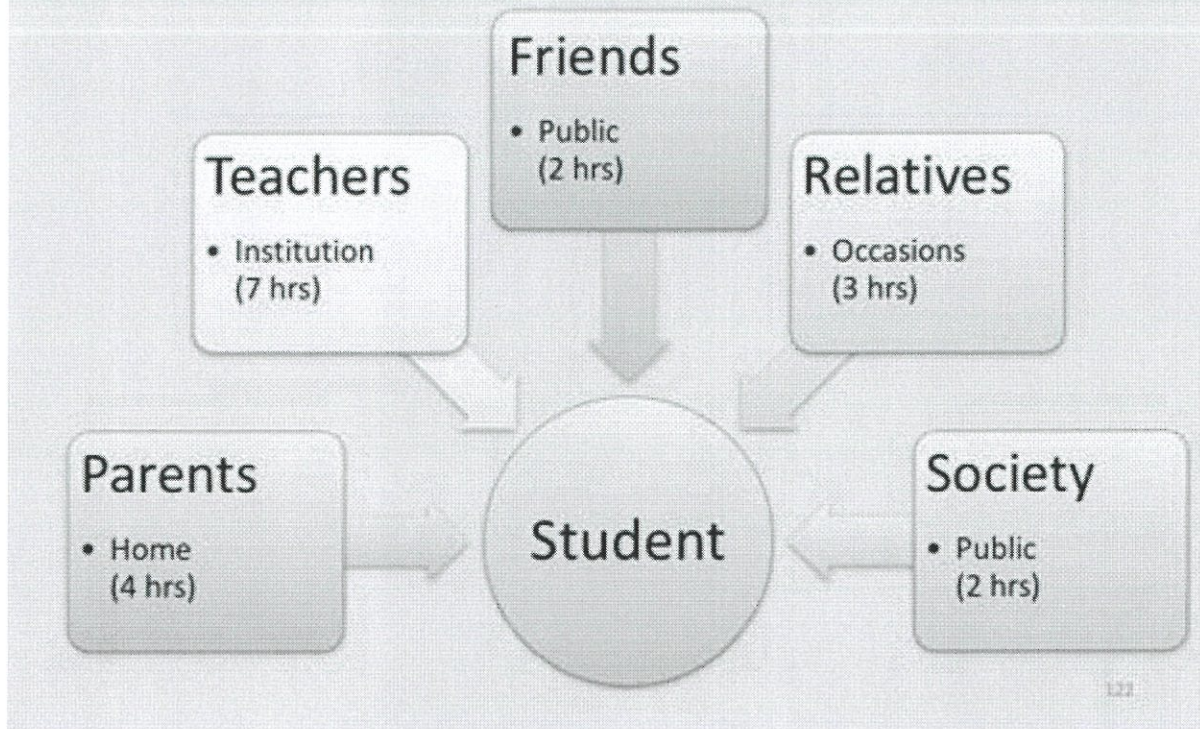 Friends
• Public
(2 hrs)
Teachers
• Institution
(7 hrs)
Relatives
• Occasions
(3 hrs)
Parents
• Home
(4 hrs)
Student
Society
• Public
(2 hrs)
122